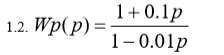 1.2. Wp(p) = (1 + 0.1p) / (1 − 0.01p)